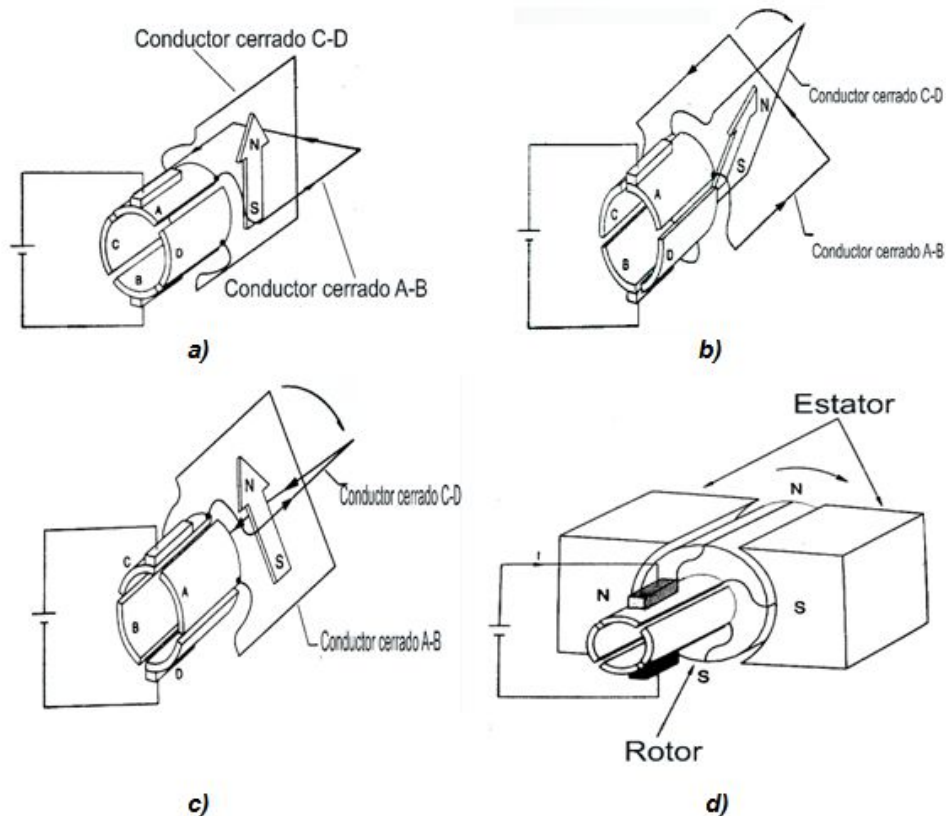 Conductor cerrado C-D
N
S
A
C
D
B
Conductor cerrado A-B
a)
Conductor cerrado C-D
N
S
A
C
B
D
Conductor cerrado A-B
b)
N
Conductor cerrado C-D
S
C
A
B
Conductor cerrado A-B
D
c)
Estator
N
I
N
S
S
Rotor
d)